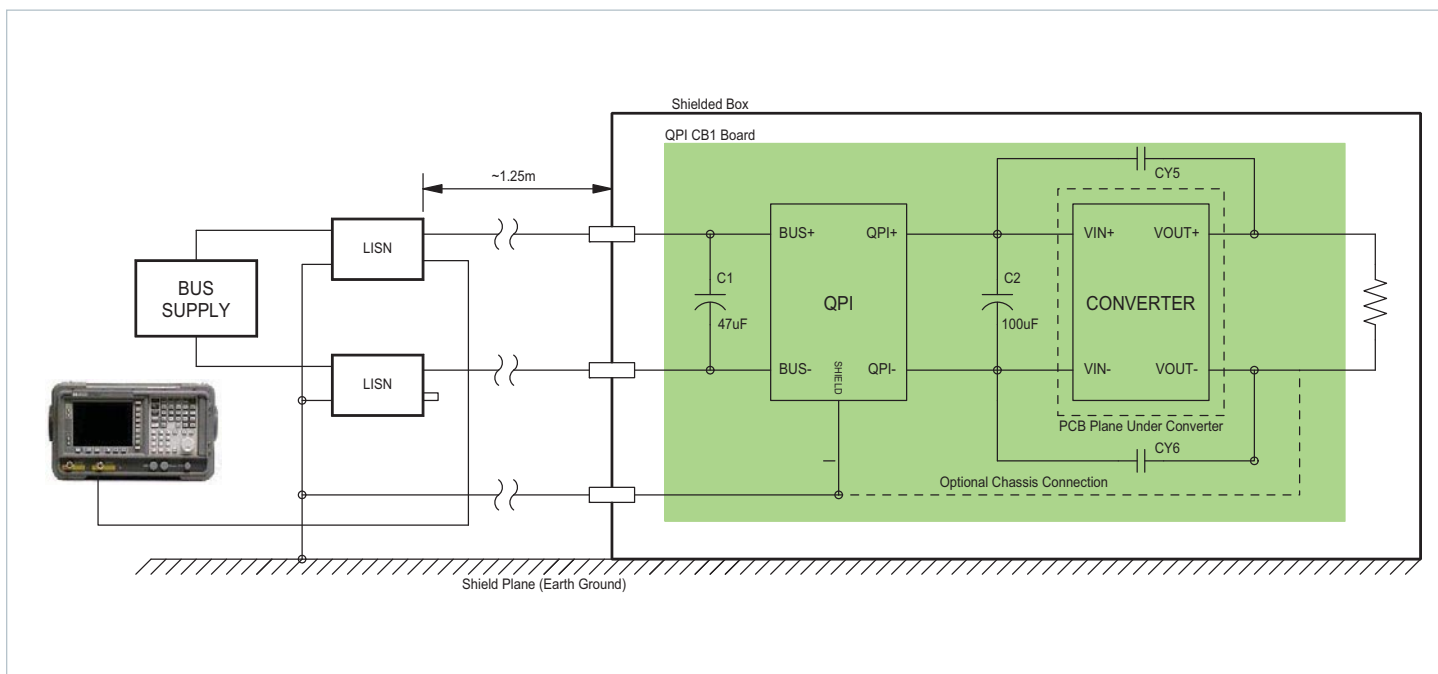 Shielded Box
QPI CB1 Board
~1.25m
CY5
LISN
BUS+
QPI+
VIN+
VOUT+
BUS
SUPPLY
C1
47uF
QPI
C2
100uF
CONVERTER
LISN
BUS-
SHIELD
QPI-
VIN-
VOUT-
PCB Plane Under Converter
CY6
Optional Chassis Connection
Shield Plane (Earth Ground)